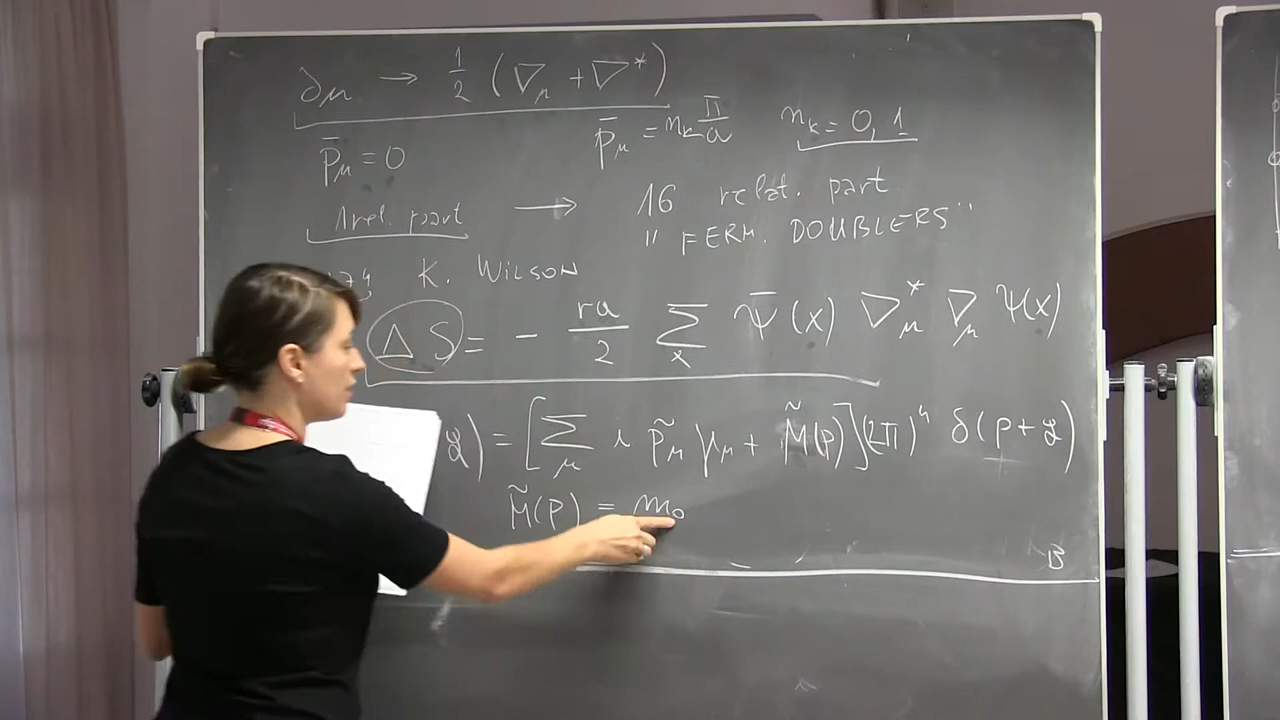 ∂μ → 1/2 (∇μ + ∇*)
p̄μ = 0 p̄μ = nk π/a nk = 0, 1
1 rel. part → 16 relat. part
" FERM. DOUBLERS "
K. WILSON
ΔS = - ra/2 Σx ψ̄(x) ∇*μ ∇μ ψ(x)
) = [Σμ i p̃μ γμ + M̃(p)](2π)⁴ δ(p + q)
M̃(p) = m₀
B